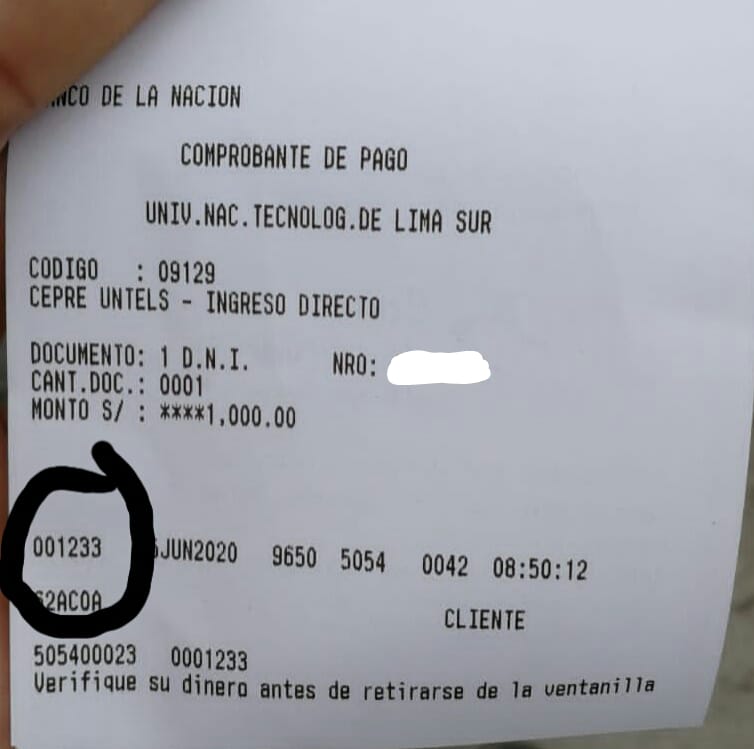 DE LA NACION
COMPROBANTE DE PAGO
UNIV.NAC.TECNOLOG.DE LIMA SUR
CODIGO : 09129
CEPRE UNTELS - INGRESO DIRECTO
DOCUMENTO: 1 D.N.I. NRO:
CANT.DOC.: 0001
MONTO S/ : ****1,000.00
001233 JUN2020 9650 5054 0042 08:50:12
CLIENTE
505400023 0001233
Verifique su dinero antes de retirarse de la ventanilla